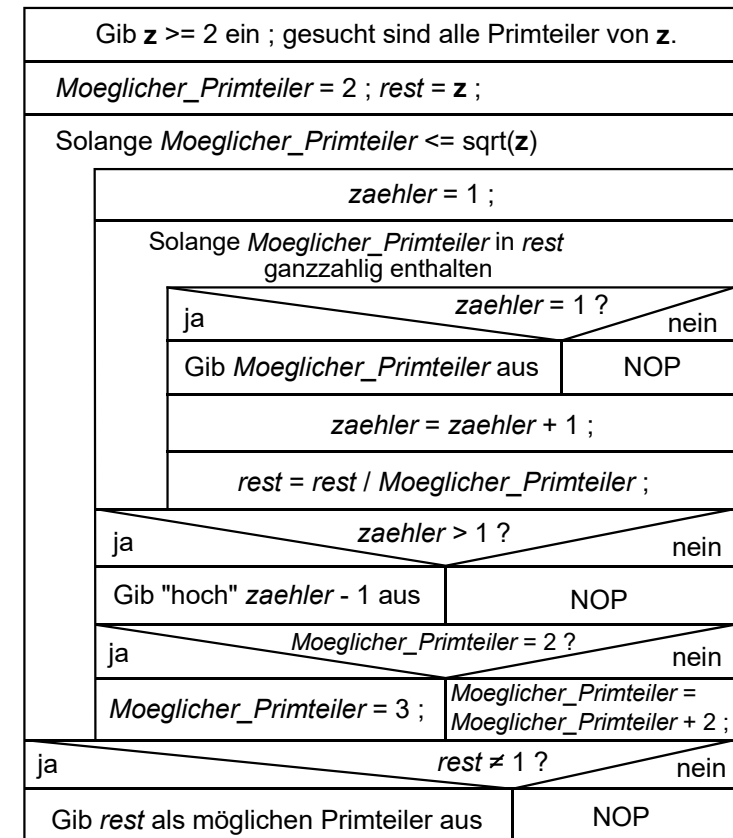 Gib z >= 2 ein ; gesucht sind alle Primteiler von z.
Moeglicher_Primteiler = 2 ; rest = z ;
Solange Moeglicher_Primteiler <= sqrt(z)
zaehler = 1 ;
Solange Moeglicher_Primteiler in rest
ganzzahlig enthalten
zaehler = 1 ?
ja
nein
Gib Moeglicher_Primteiler aus
NOP
zaehler = zaehler + 1 ;
rest = rest / Moeglicher_Primteiler ;
zaehler > 1 ?
ja
nein
Gib "hoch" zaehler - 1 aus
NOP
Moeglicher_Primteiler = 2 ?
ja
nein
Moeglicher_Primteiler = 3 ;
Moeglicher_Primteiler =
Moeglicher_Primteiler + 2 ;
rest ≠ 1 ?
ja
nein
Gib rest als möglichen Primteiler aus
NOP